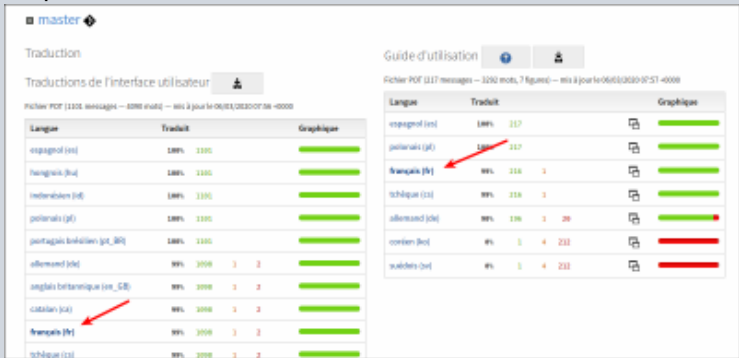 master
Traduction
Traductions de l'interface utilisateur
Fichier POT (1101 messages — 4098 mots) — mis à jour le 06/03/2020 07:56 +0000
Langue Traduit Graphique
espagnol (es) 100% 1101
hongrois (hu) 100% 1101
indonésien (id) 100% 1101
polonais (pl) 100% 1101
portugais brésilien (pt_BR) 100% 1101
allemand (de) 99% 1098 1 2
anglais britannique (en_GB) 99% 1098 1 2
catalan (ca) 99% 1098 1 2
français (fr) 99% 1098 1 2
tchèque (cs) 99% 1098 1 2
Guide d'utilisation
Fichier POT (217 messages — 3292 mots, 7 figures) — mis à jour le 06/03/2020 07:57 +0000
Langue Traduit Graphique
espagnol (es) 100% 217
polonais (pl) 100% 217
français (fr) 99% 216 1
tchèque (cs) 99% 216 1
allemand (de) 90% 196 1 20
coréen (ko) 0% 1 4 212
suédois (sv) 0% 1 4 212